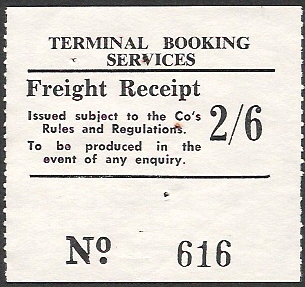 TERMINAL BOOKING
SERVICES
Freight Receipt
Issued subject to the Co's
Rules and Regulations.
2/6
To be produced in the
event of any enquiry.
Nº 616